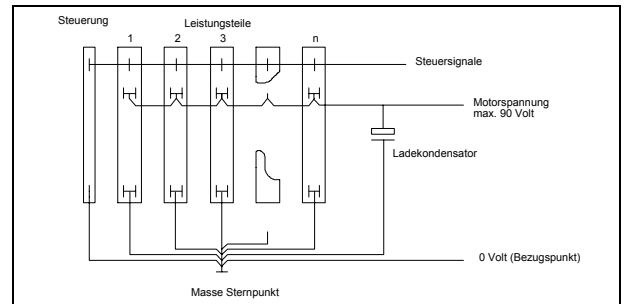 Steuerung
Leistungsteile
1 2 3 n
Steuersignale
Motorspannung
max. 90 Volt
Ladekondensator
0 Volt (Bezugspunkt)
Masse Sternpunkt